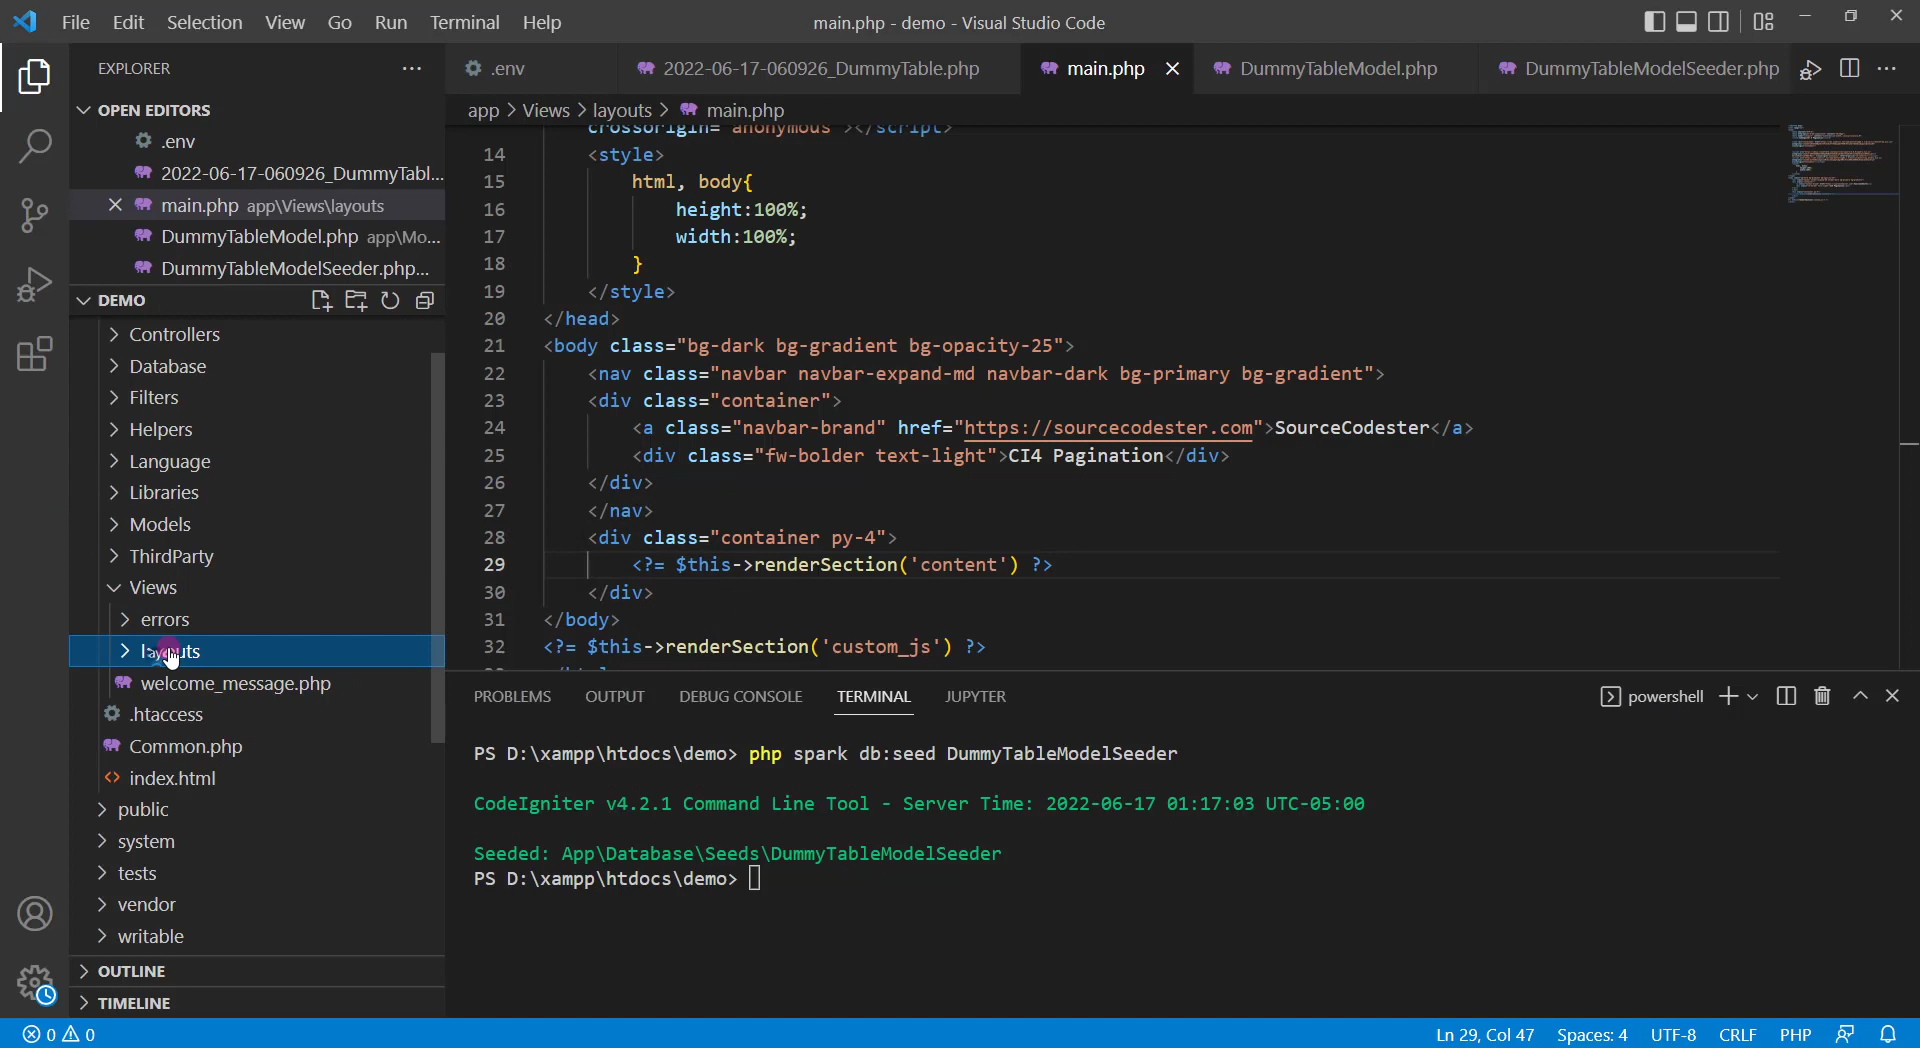 File Edit Selection View Go Run Terminal Help
main.php - demo - Visual Studio Code
EXPLORER
OPEN EDITORS
.env
2022-06-17-060926_DummyTabl...
main.php app\Views\layouts
DummyTableModel.php app\Mo...
DummyTableModelSeeder.php...
DEMO
Controllers
Database
Filters
Helpers
Language
Libraries
Models
ThirdParty
Views
errors
layouts
welcome_message.php
.htaccess
Common.php
index.html
public
system
tests
vendor
writable
OUTLINE
TIMELINE
.env 2022-06-17-060926_DummyTable.php main.php DummyTableModel.php DummyTableModelSeeder.php
app > Views > layouts > main.php
crossorigin="anonymous"></script>
14 <style>
15 html, body{
16 height:100%;
17 width:100%;
18 }
19 </style>
20 </head>
21 <body class="bg-dark bg-gradient bg-opacity-25">
22 <nav class="navbar navbar-expand-md navbar-dark bg-primary bg-gradient">
23 <div class="container">
24 <a class="navbar-brand" href="https://sourcecodester.com">SourceCodester</a>
25 <div class="fw-bolder text-light">CI4 Pagination</div>
26 </div>
27 </nav>
28 <div class="container py-4">
29 <?= $this->renderSection('content') ?>
30 </div>
31 </body>
32 <?= $this->renderSection('custom_js') ?>
PROBLEMS OUTPUT DEBUG CONSOLE TERMINAL JUPYTER
powershell
PS D:\xampp\htdocs\demo> php spark db:seed DummyTableModelSeeder
CodeIgniter v4.2.1 Command Line Tool - Server Time: 2022-06-17 01:17:03 UTC-05:00
Seeded: App\Database\Seeds\DummyTableModelSeeder
PS D:\xampp\htdocs\demo>
0 0
Ln 29, Col 47 Spaces: 4 UTF-8 CRLF PHP